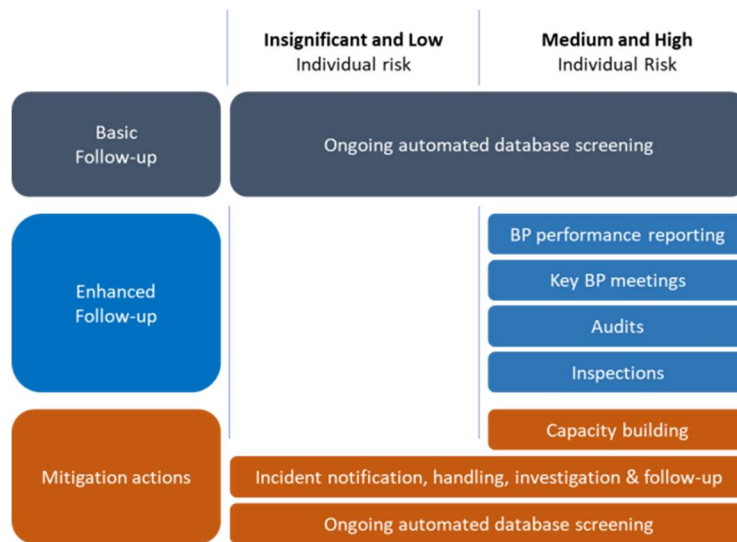 Insignificant and Low
Individual risk
Medium and High
Individual Risk
Basic
Follow-up
Ongoing automated database screening
Enhanced
Follow-up
BP performance reporting
Key BP meetings
Audits
Inspections
Mitigation actions
Capacity building
Incident notification, handling, investigation & follow-up
Ongoing automated database screening